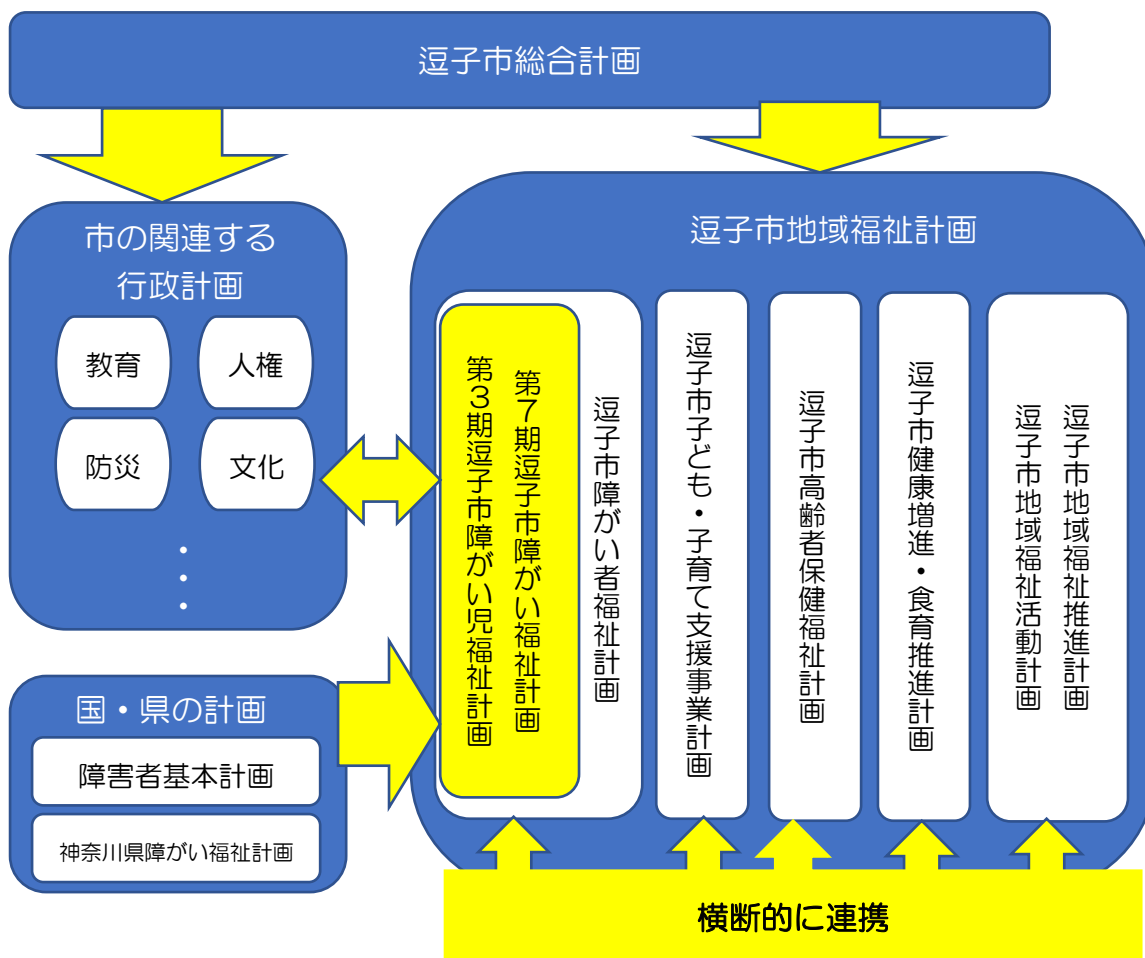 逗子市総合計画
市の関連する
行政計画
教育
人権
防災
文化
・
・
・
国・県の計画
障害者基本計画
神奈川県障がい福祉計画
逗子市地域福祉計画
第7期逗子市障がい福祉計画
第3期逗子市障がい児福祉計画
逗子市障がい者福祉計画
逗子市子ども・子育て支援事業計画
逗子市高齢者保健福祉計画
逗子市健康増進・食育推進計画
逗子市地域福祉推進計画
逗子市地域福祉活動計画
横断的に連携